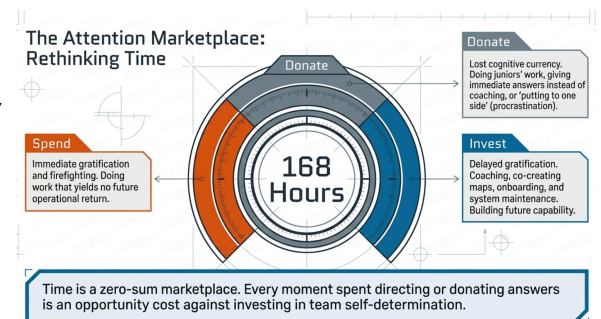 The Attention Marketplace:
Rethinking Time
Donate
Donate
Lost cognitive currency.
Doing juniors' work, giving
immediate answers instead of
coaching, or 'putting to one
side' (procrastination).
Spend
Immediate gratification
and firefighting. Doing
work that yields no future
operational return.
168
Hours
Invest
Delayed gratification.
Coaching, co-creating
maps, onboarding, and
system maintenance.
Building future capability.
Time is a zero-sum marketplace. Every moment spent directing or donating answers
is an opportunity cost against investing in team self-determination.